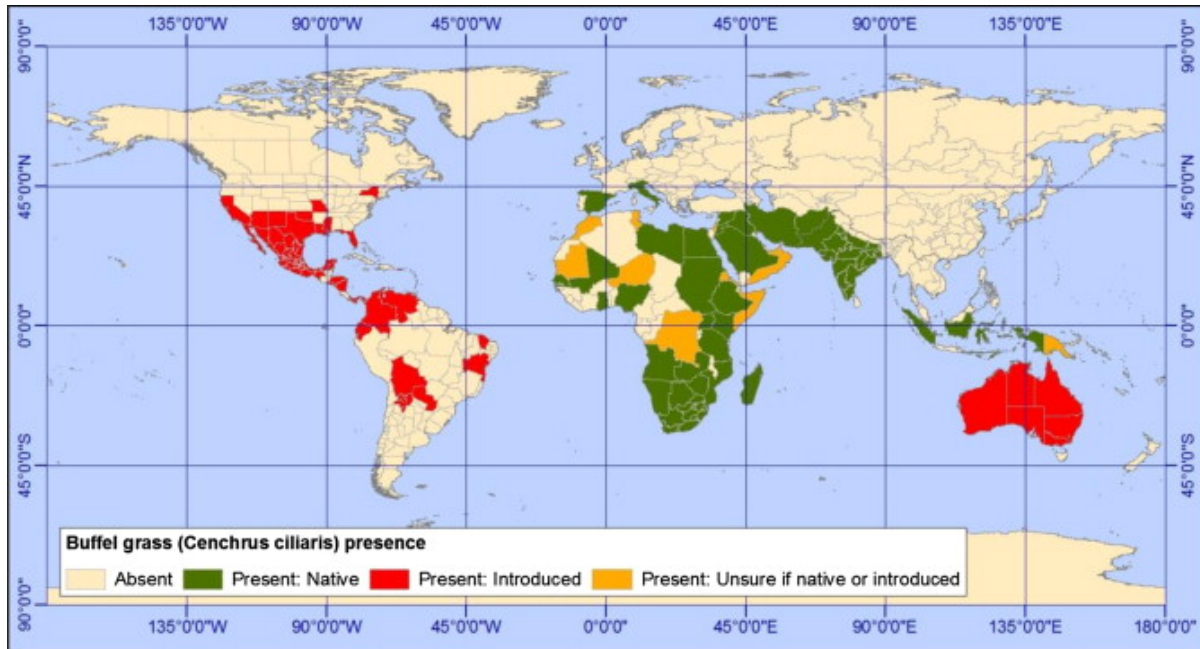 135°0'0"W 90°0'0"W 45°0'0"W 0°0'0" 45°0'0"E 90°0'0"E 135°0'0"E
90°0'0" 90°0'0"
45°0'0"N 45°0'0"N
0°0'0" 0°0'0"
45°0'0"S 45°0'0"S
Buffel grass (Cenchrus ciliaris) presence
Absent Present: Native Present: Introduced Present: Unsure if native or introduced
90°0'0" 90°0'0"
135°0'0"W 90°0'0"W 45°0'0"W 0°0'0" 45°0'0"E 90°0'0"E 135°0'0"E 180°0'0"E